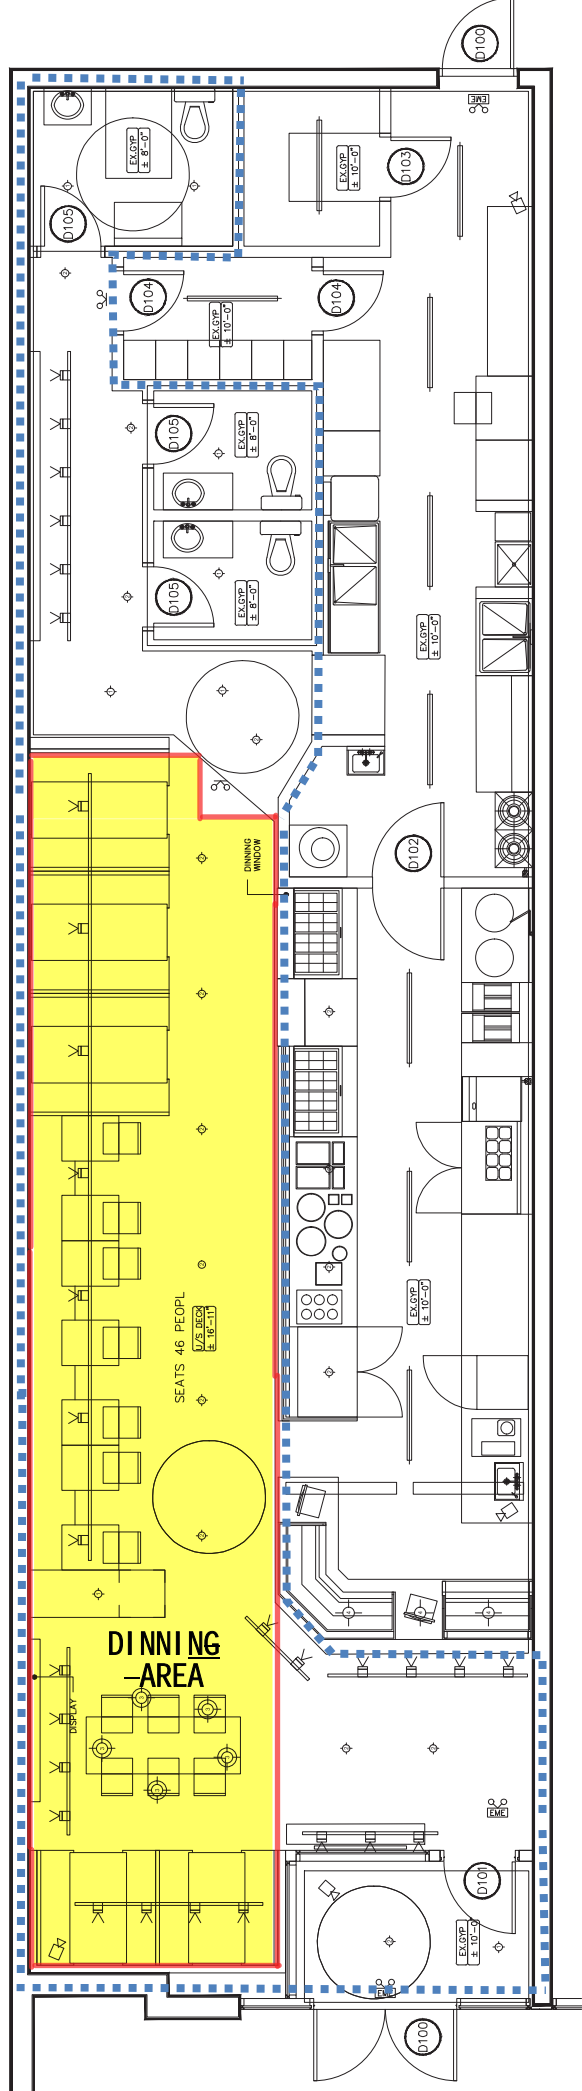 D100
EME
EX.GYP
± 8'-0"
EX.GYP
± 10'-0"
D103
D105
D104
D104
EX.GYP
± 10'-0"
D105
EX.GYP
± 8'-0"
D105
EX.GYP
± 8'-0"
EX.GYP
± 10'-0"
DINNING
WINDOW
D102
SEATS 46 PEOPL
U/S DECK
± 16'-11"
EX.GYP
± 10'-0"
DINNING
AREA
DISPLAY
EME
D101
EX.GYP
± 10'-0
EME
D100